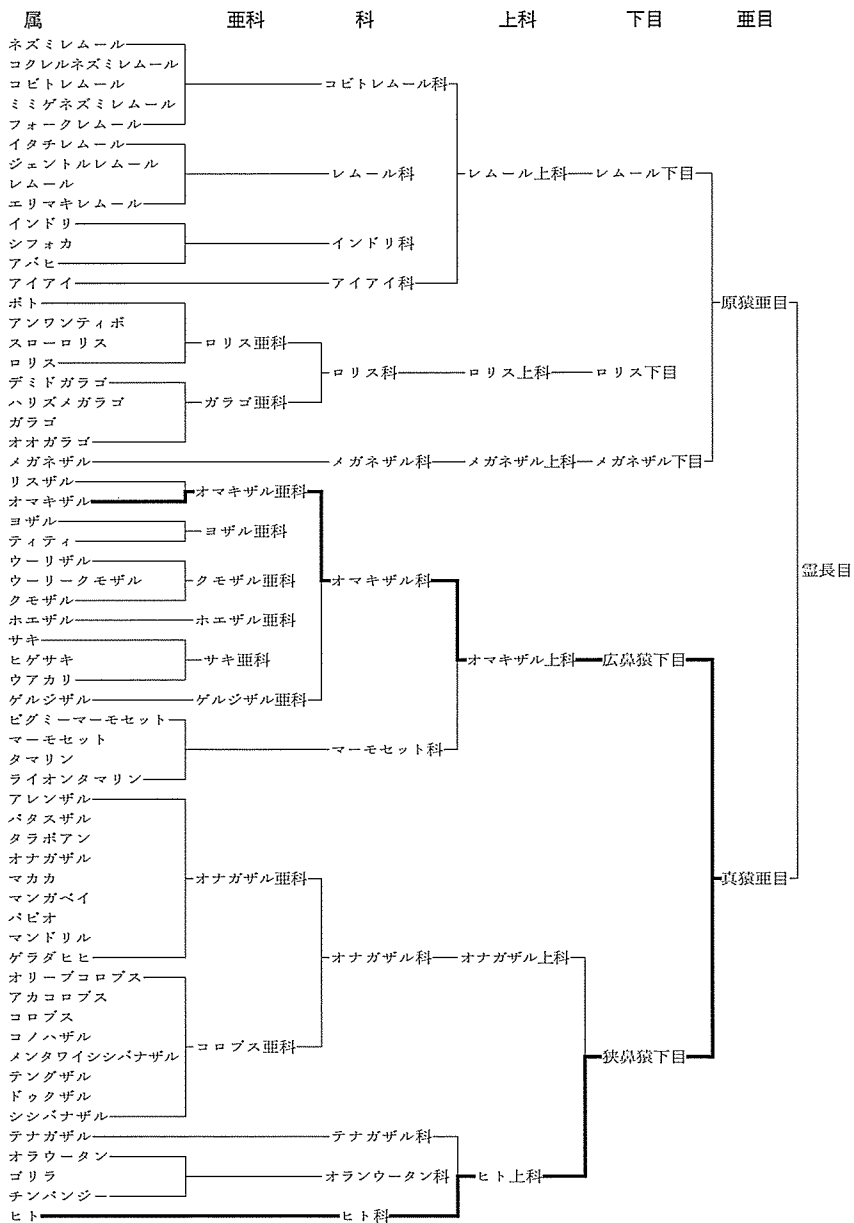 属 亜科 科 上科 下目 亜目
ネズミレムール
コクレルネズミレムール
コビトレムール コビトレムール科
ミミゲネズミレムール
フォークレムール
イタチレムール
ジェントルレムール レムール科 レムール上科 レムール下目
レムール
エリマキレムール
インドリ
シフォカ インドリ科
アバヒ
アイアイ アイアイ科
ポト 原猿亜目
アンワンティボ
スローロリス ロリス亜科
ロリス ロリス科 ロリス上科 ロリス下目
デミドガラゴ
ハリズメガラゴ ガラゴ亜科
ガラゴ
オオガラゴ
メガネザル メガネザル科 メガネザル上科 メガネザル下目
リスザル オマキザル亜科
オマキザル
ヨザル ヨザル亜科
ティティ
ウーリザル 霊長目
ウーリークモザル クモザル亜科 オマキザル科
クモザル
ホエザル ホエザル亜科
サキ
ヒゲサキ サキ亜科 オマキザル上科 広鼻猿下目
ウアカリ
ゲルジザル ゲルジザル亜科
ピグミーマーモセット
マーモセット マーモセット科
タマリン
ライオンタマリン
アレンザル
パタスザル
タラポアン
オナガザル
マカカ オナガザル亜科 真猿亜目
マンガベイ
パピオ
マンドリル
ゲラダヒヒ オナガザル科 オナガザル上科
オリーブコロブス
アカコロブス
コロブス
コノハザル コロブス亜科
メンタワイシシバナザル 狭鼻猿下目
テングザル
ドゥクザル
シシバナザル
テナガザル テナガザル科
オラウータン
ゴリラ オランウータン科 ヒト上科
チンパンジー
ヒト ヒト科